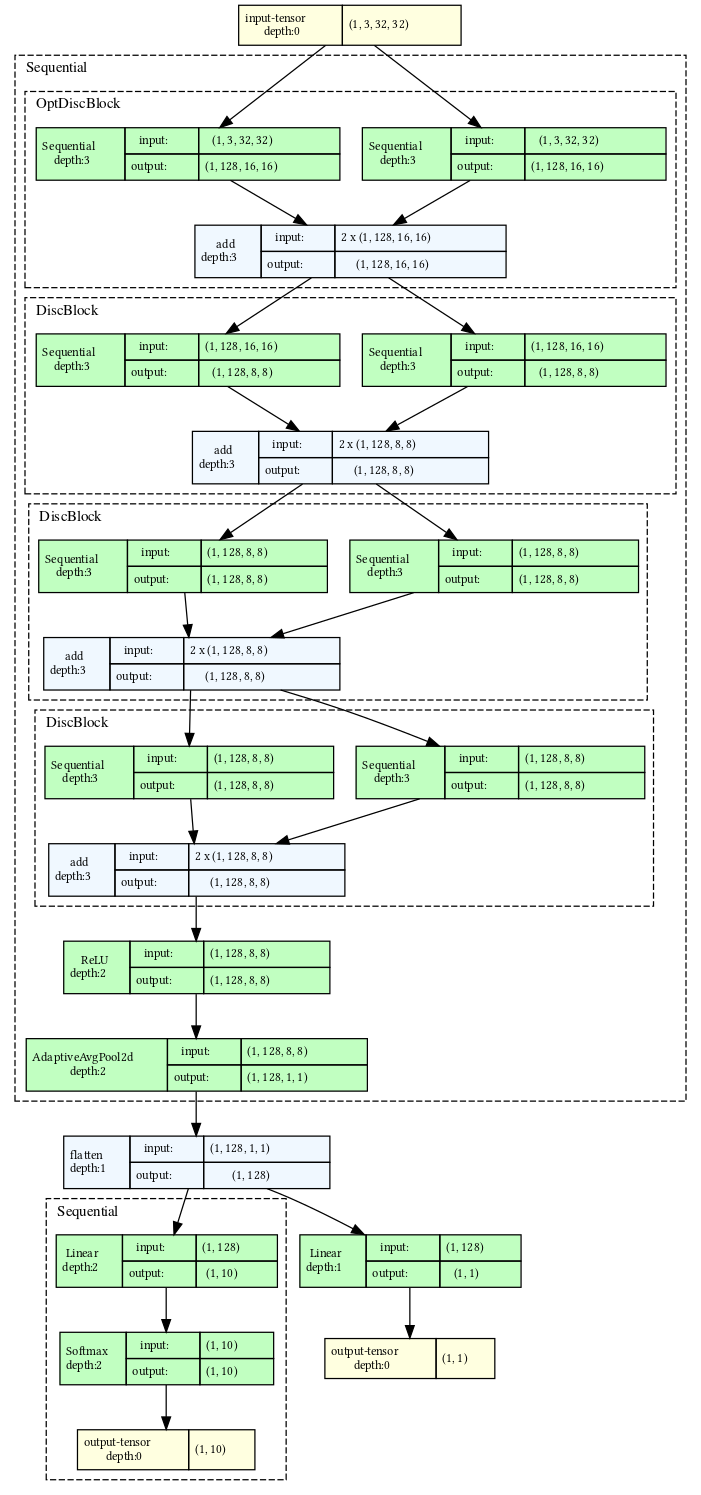 input-tensor
depth:0
(1, 3, 32, 32)
Sequential
OptDiscBlock
Sequential
depth:3
input:
(1, 3, 32, 32)
output:
(1, 128, 16, 16)
Sequential
depth:3
input:
(1, 3, 32, 32)
output:
(1, 128, 16, 16)
add
depth:3
input:
2 x (1, 128, 16, 16)
output:
(1, 128, 16, 16)
DiscBlock
Sequential
depth:3
input:
(1, 128, 16, 16)
output:
(1, 128, 8, 8)
Sequential
depth:3
input:
(1, 128, 16, 16)
output:
(1, 128, 8, 8)
add
depth:3
input:
2 x (1, 128, 8, 8)
output:
(1, 128, 8, 8)
DiscBlock
Sequential
depth:3
input:
(1, 128, 8, 8)
output:
(1, 128, 8, 8)
Sequential
depth:3
input:
(1, 128, 8, 8)
output:
(1, 128, 8, 8)
add
depth:3
input:
2 x (1, 128, 8, 8)
output:
(1, 128, 8, 8)
DiscBlock
Sequential
depth:3
input:
(1, 128, 8, 8)
output:
(1, 128, 8, 8)
Sequential
depth:3
input:
(1, 128, 8, 8)
output:
(1, 128, 8, 8)
add
depth:3
input:
2 x (1, 128, 8, 8)
output:
(1, 128, 8, 8)
ReLU
depth:2
input:
(1, 128, 8, 8)
output:
(1, 128, 8, 8)
AdaptiveAvgPool2d
depth:2
input:
(1, 128, 8, 8)
output:
(1, 128, 1, 1)
flatten
depth:1
input:
(1, 128, 1, 1)
output:
(1, 128)
Sequential
Linear
depth:2
input:
(1, 128)
output:
(1, 10)
Linear
depth:1
input:
(1, 128)
output:
(1, 1)
Softmax
depth:2
input:
(1, 10)
output:
(1, 10)
output-tensor
depth:0
(1, 1)
output-tensor
depth:0
(1, 10)